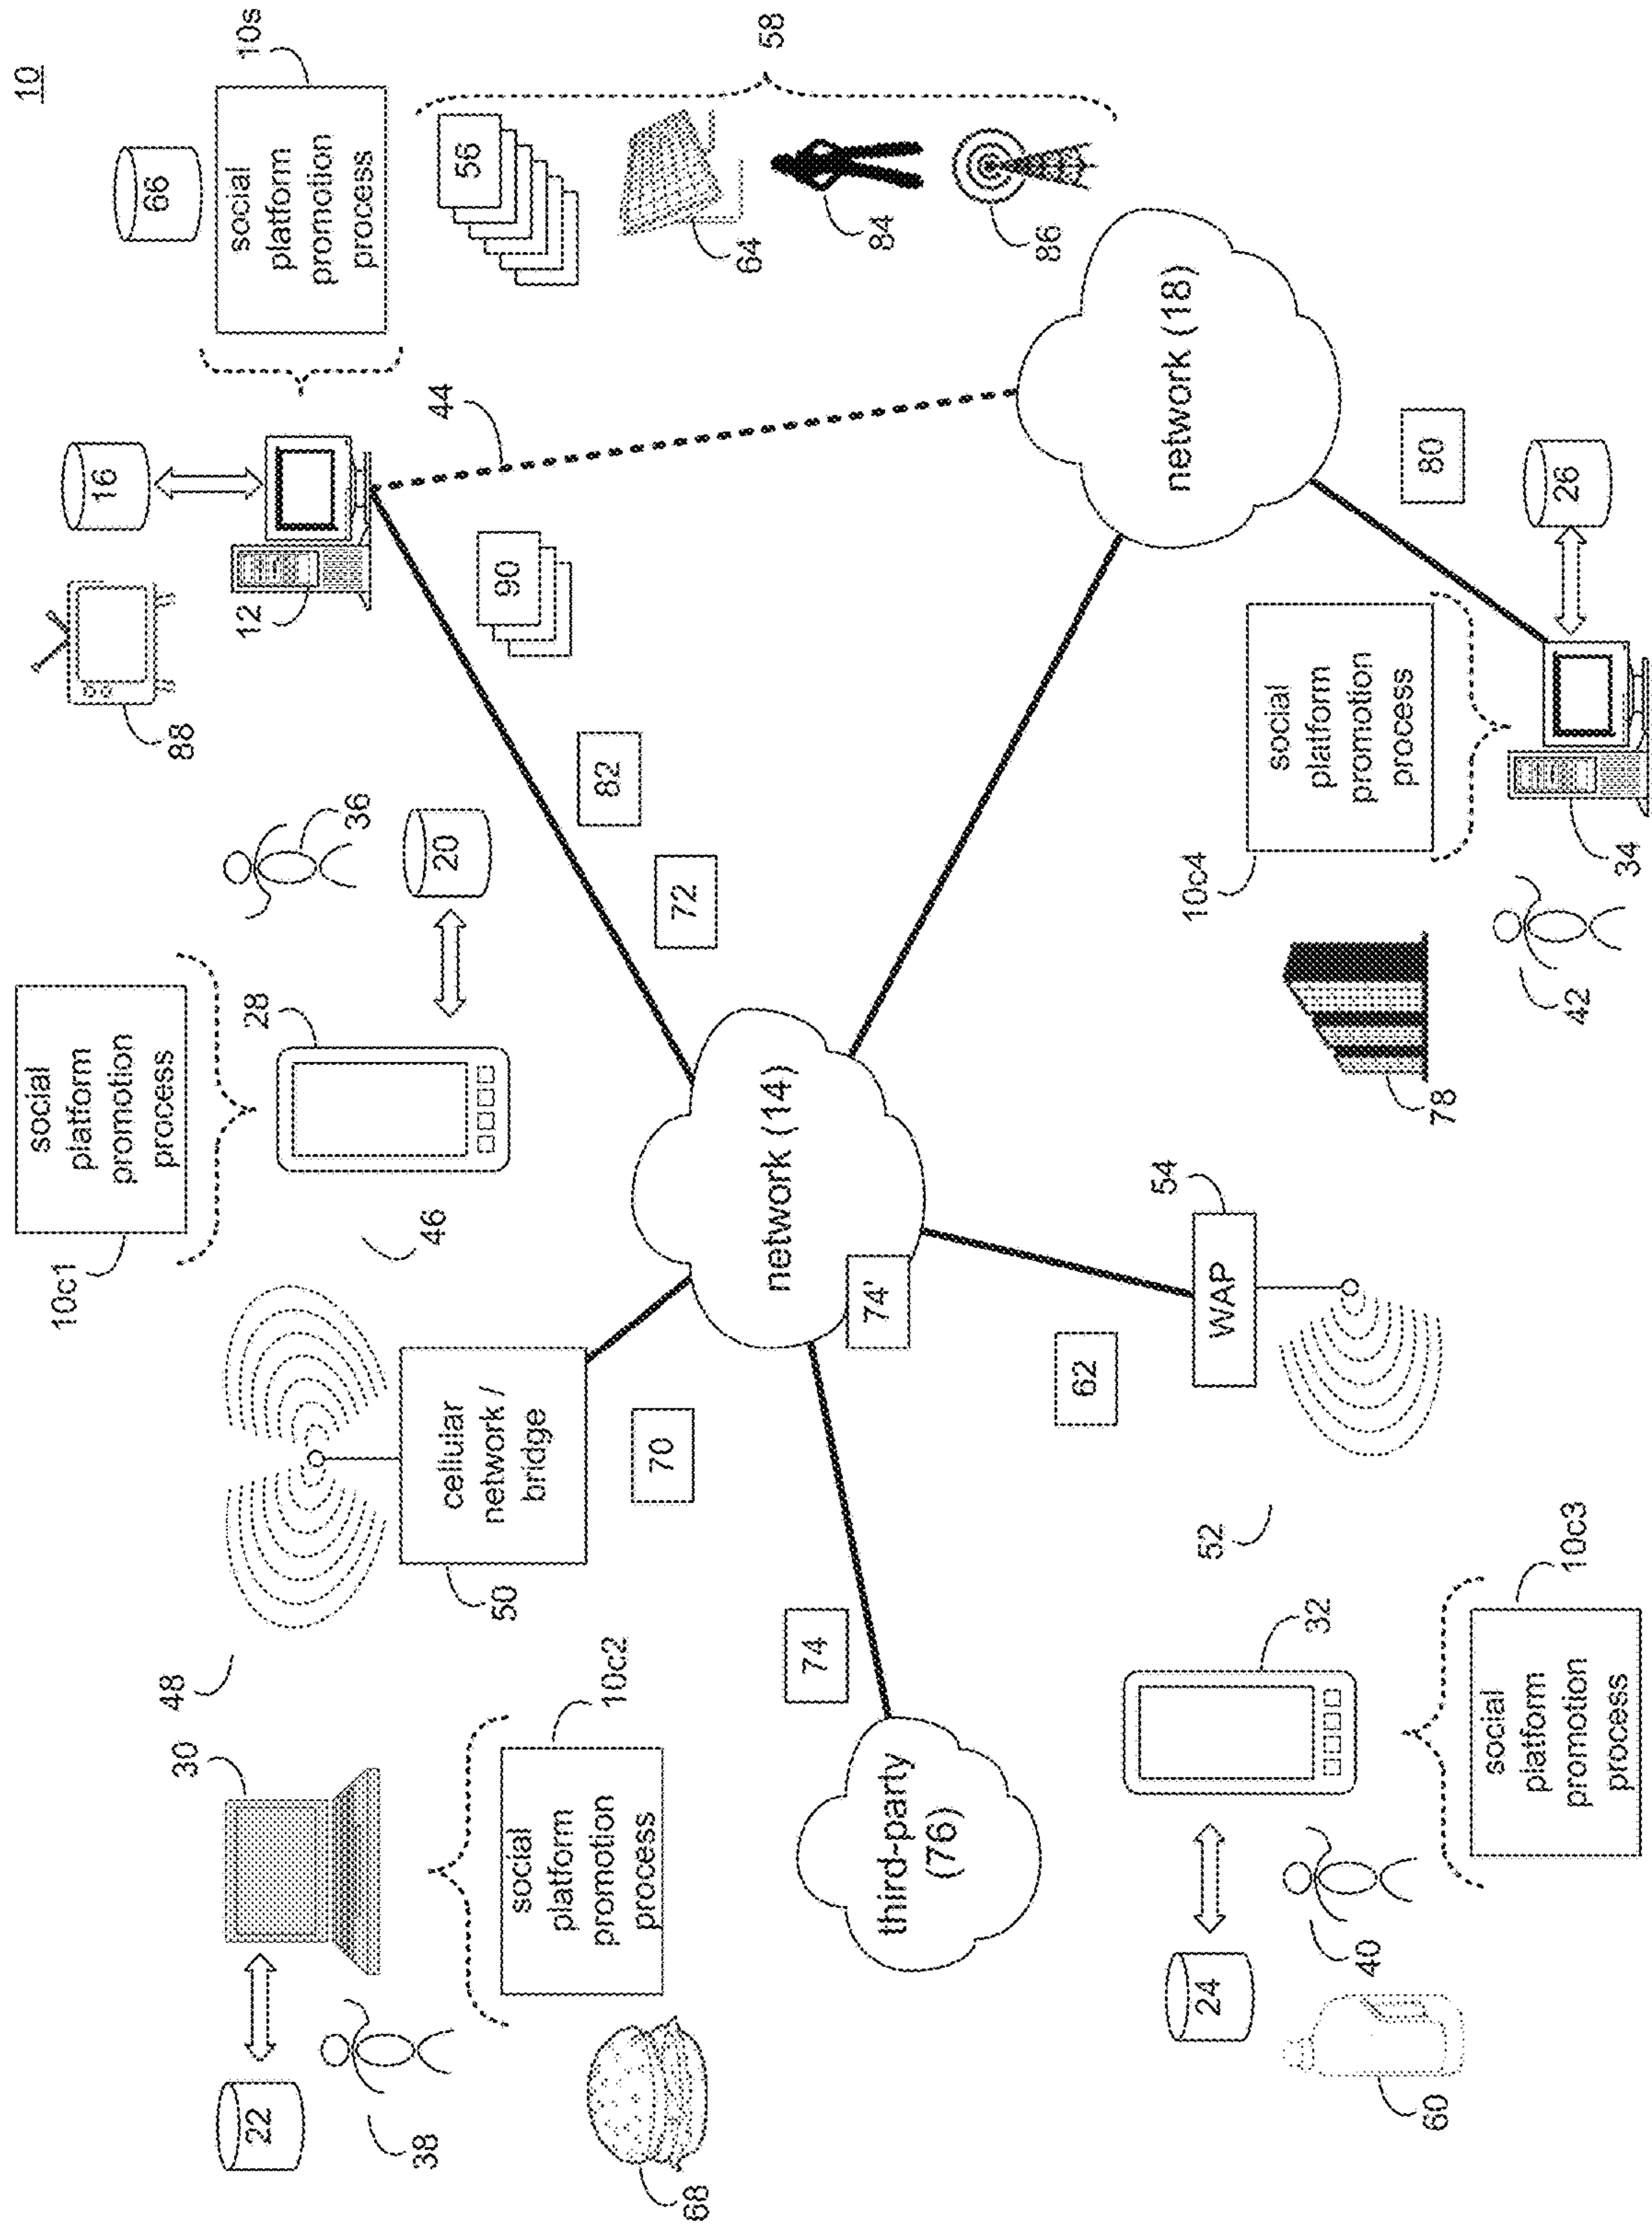 10
22
30
48
10c1
social
platform
promotion
process
88
16
66
10s
social
platform
promotion
process
12
38
28
36
20
46
44
56
58
64
84
86
90
82
72
50
cellular
network /
bridge
70
10c2
social
platform
promotion
process
68
network (14)
74'
74
third-party
(76)
network (18)
62
54
WAP
52
24
32
40
60
10c3
social
platform
promotion
process
78
10c4
social
platform
promotion
process
80
26
42
34